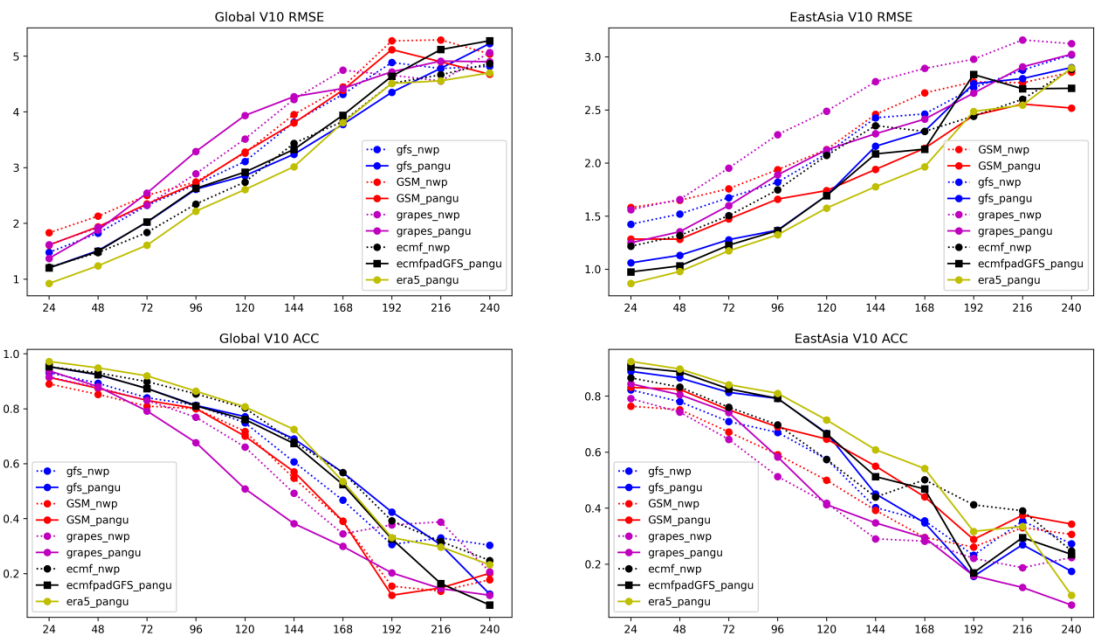 Global V10 RMSE
5
4
3
2
1
gfs_nwp
gfs_pangu
GSM_nwp
GSM_pangu
grapes_nwp
grapes_pangu
ecmf_nwp
ecmfpadGFS_pangu
era5_pangu
24 48 72 96 120 144 168 192 216 240
EastAsia V10 RMSE
3.0
2.5
2.0
1.5
1.0
GSM_nwp
GSM_pangu
gfs_nwp
gfs_pangu
grapes_nwp
grapes_pangu
ecmf_nwp
ecmfpadGFS_pangu
era5_pangu
24 48 72 96 120 144 168 192 216 240
Global V10 ACC
1.0
0.8
0.6
0.4
0.2
gfs_nwp
gfs_pangu
GSM_nwp
GSM_pangu
grapes_nwp
grapes_pangu
ecmf_nwp
ecmfpadGFS_pangu
era5_pangu
24 48 72 96 120 144 168 192 216 240
EastAsia V10 ACC
0.8
0.6
0.4
0.2
gfs_nwp
gfs_pangu
GSM_nwp
GSM_pangu
grapes_nwp
grapes_pangu
ecmf_nwp
ecmfpadGFS_pangu
era5_pangu
24 48 72 96 120 144 168 192 216 240